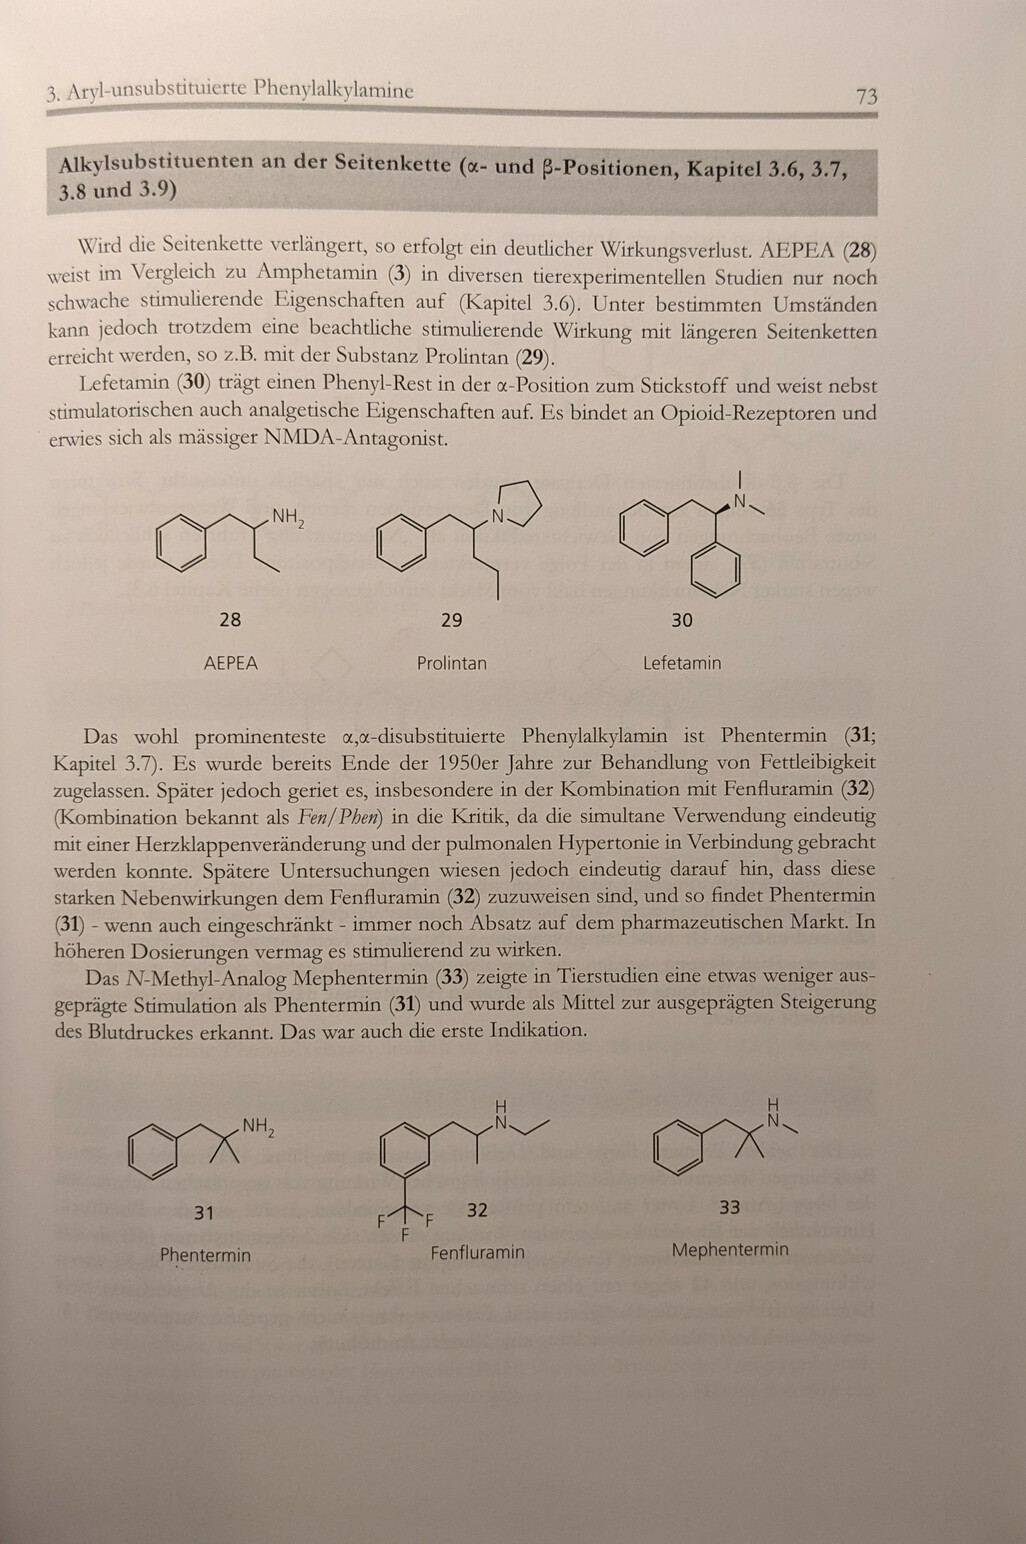 3. Aryl-unsubstituierte Phenylalkylamine 73
Alkylsubstituenten an der Seitenkette (α- und β-Positionen, Kapitel 3.6, 3.7,
3.8 und 3.9)
Wird die Seitenkette verlängert, so erfolgt ein deutlicher Wirkungsverlust. AEPEA (28)
weist im Vergleich zu Amphetamin (3) in diversen tierexperimentellen Studien nur noch
schwache stimulierende Eigenschaften auf (Kapitel 3.6). Unter bestimmten Umständen
kann jedoch trotzdem eine beachtliche stimulierende Wirkung mit längeren Seitenketten
erreicht werden, so z.B. mit der Substanz Prolintan (29).
Lefetamin (30) trägt einen Phenyl-Rest in der α-Position zum Stickstoff und weist nebst
stimulatorischen auch analgetische Eigenschaften auf. Es bindet an Opioid-Rezeptoren und
erwies sich als mässiger NMDA-Antagonist.
NH2 N N
28 29 30
AEPEA Prolintan Lefetamin
Das wohl prominenteste α,α-disubstituierte Phenylalkylamin ist Phentermin (31;
Kapitel 3.7). Es wurde bereits Ende der 1950er Jahre zur Behandlung von Fettleibigkeit
zugelassen. Später jedoch geriet es, insbesondere in der Kombination mit Fenfluramin (32)
(Kombination bekannt als Fen/Phen) in die Kritik, da die simultane Verwendung eindeutig
mit einer Herzklappenveränderung und der pulmonalen Hypertonie in Verbindung gebracht
werden konnte. Spätere Untersuchungen wiesen jedoch eindeutig darauf hin, dass diese
starken Nebenwirkungen dem Fenfluramin (32) zuzuweisen sind, und so findet Phentermin
(31) - wenn auch eingeschränkt - immer noch Absatz auf dem pharmazeutischen Markt. In
höheren Dosierungen vermag es stimulierend zu wirken.
Das N-Methyl-Analog Mephentermin (33) zeigte in Tierstudien eine etwas weniger aus-
geprägte Stimulation als Phentermin (31) und wurde als Mittel zur ausgeprägten Steigerung
des Blutdruckes erkannt. Das war auch die erste Indikation.
H H
NH2 N N
F F
F
31 32 33
Phentermin Fenfluramin Mephentermin